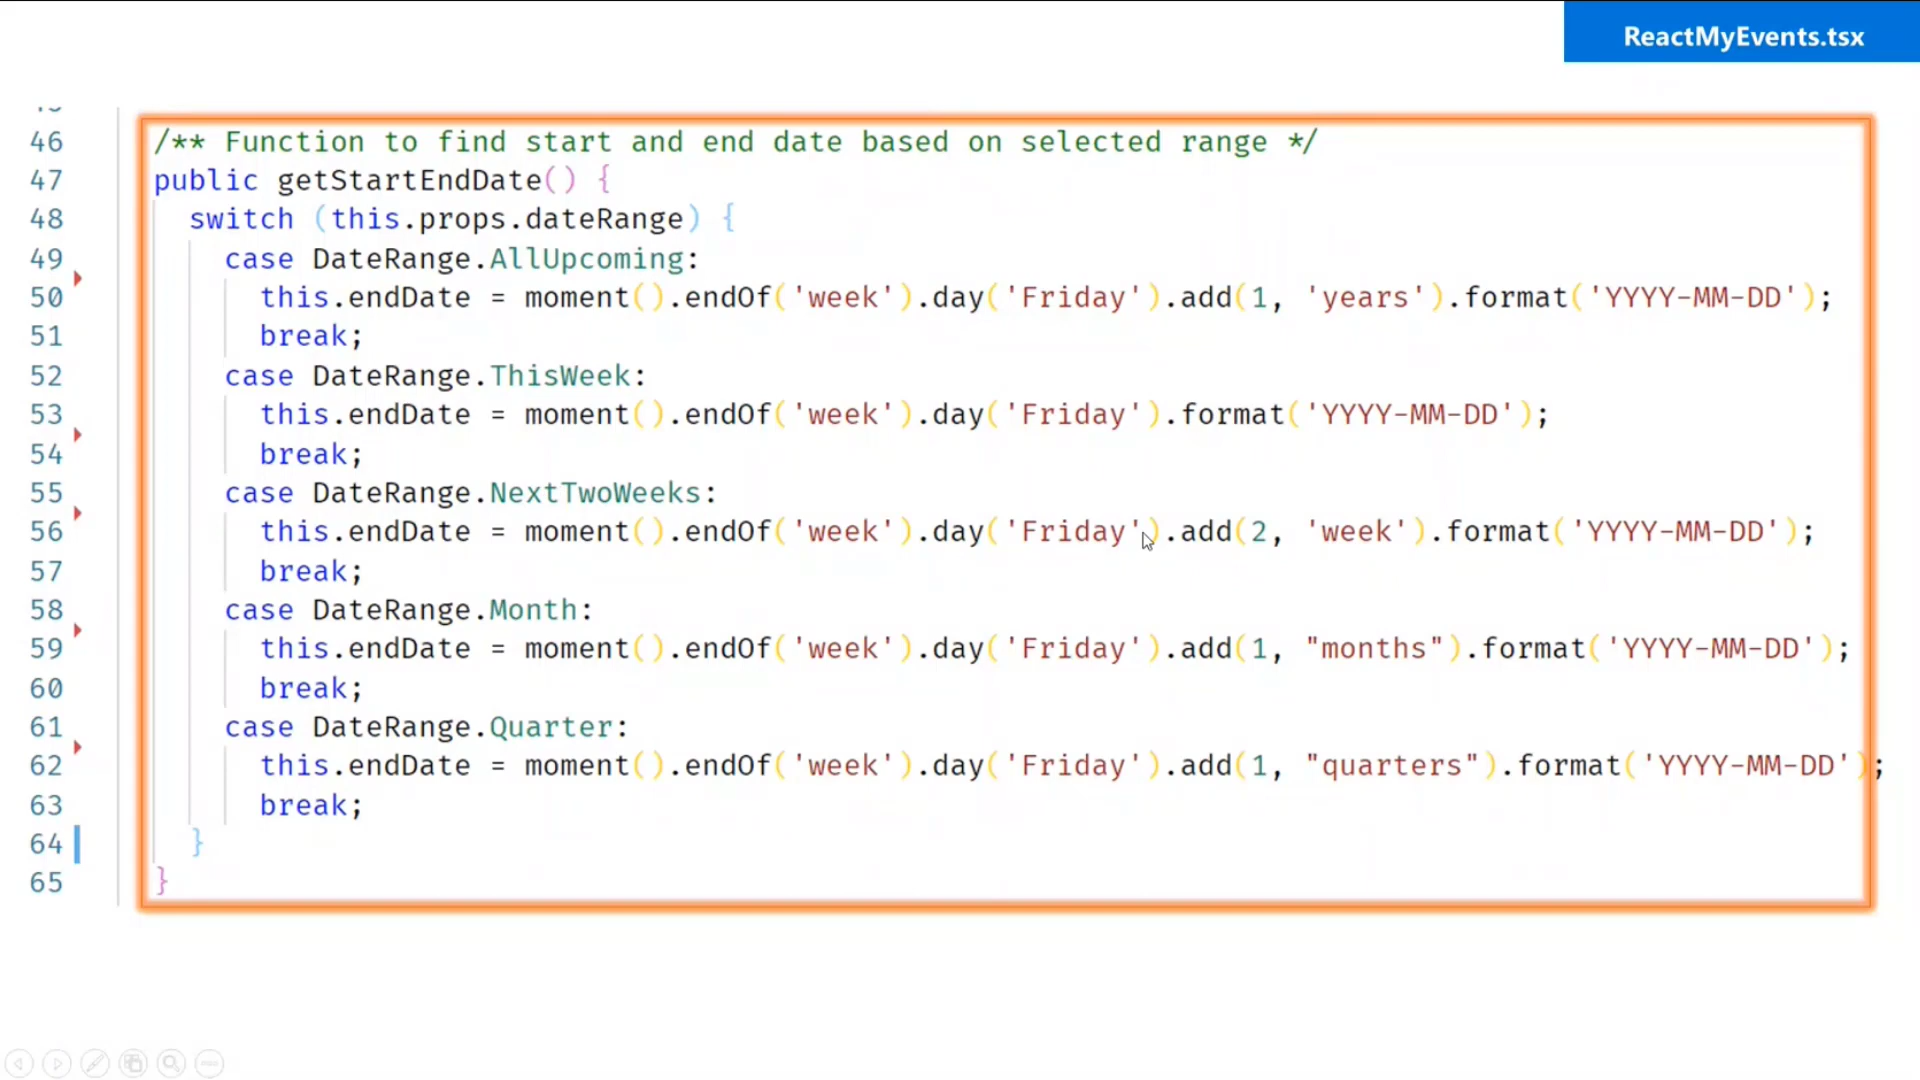 ReactMyEvents.tsx
46 /** Function to find start and end date based on selected range */
47 public getStartEndDate() {
48 switch (this.props.dateRange) {
49 case DateRange.AllUpcoming:
50 this.endDate = moment().endOf('week').day('Friday').add(1, 'years').format('YYYY-MM-DD');
51 break;
52 case DateRange.ThisWeek:
53 this.endDate = moment().endOf('week').day('Friday').format('YYYY-MM-DD');
54 break;
55 case DateRange.NextTwoWeeks:
56 this.endDate = moment().endOf('week').day('Friday').add(2, 'week').format('YYYY-MM-DD');
57 break;
58 case DateRange.Month:
59 this.endDate = moment().endOf('week').day('Friday').add(1, "months").format('YYYY-MM-DD');
60 break;
61 case DateRange.Quarter:
62 this.endDate = moment().endOf('week').day('Friday').add(1, "quarters").format('YYYY-MM-DD');
63 break;
64 }
65 }